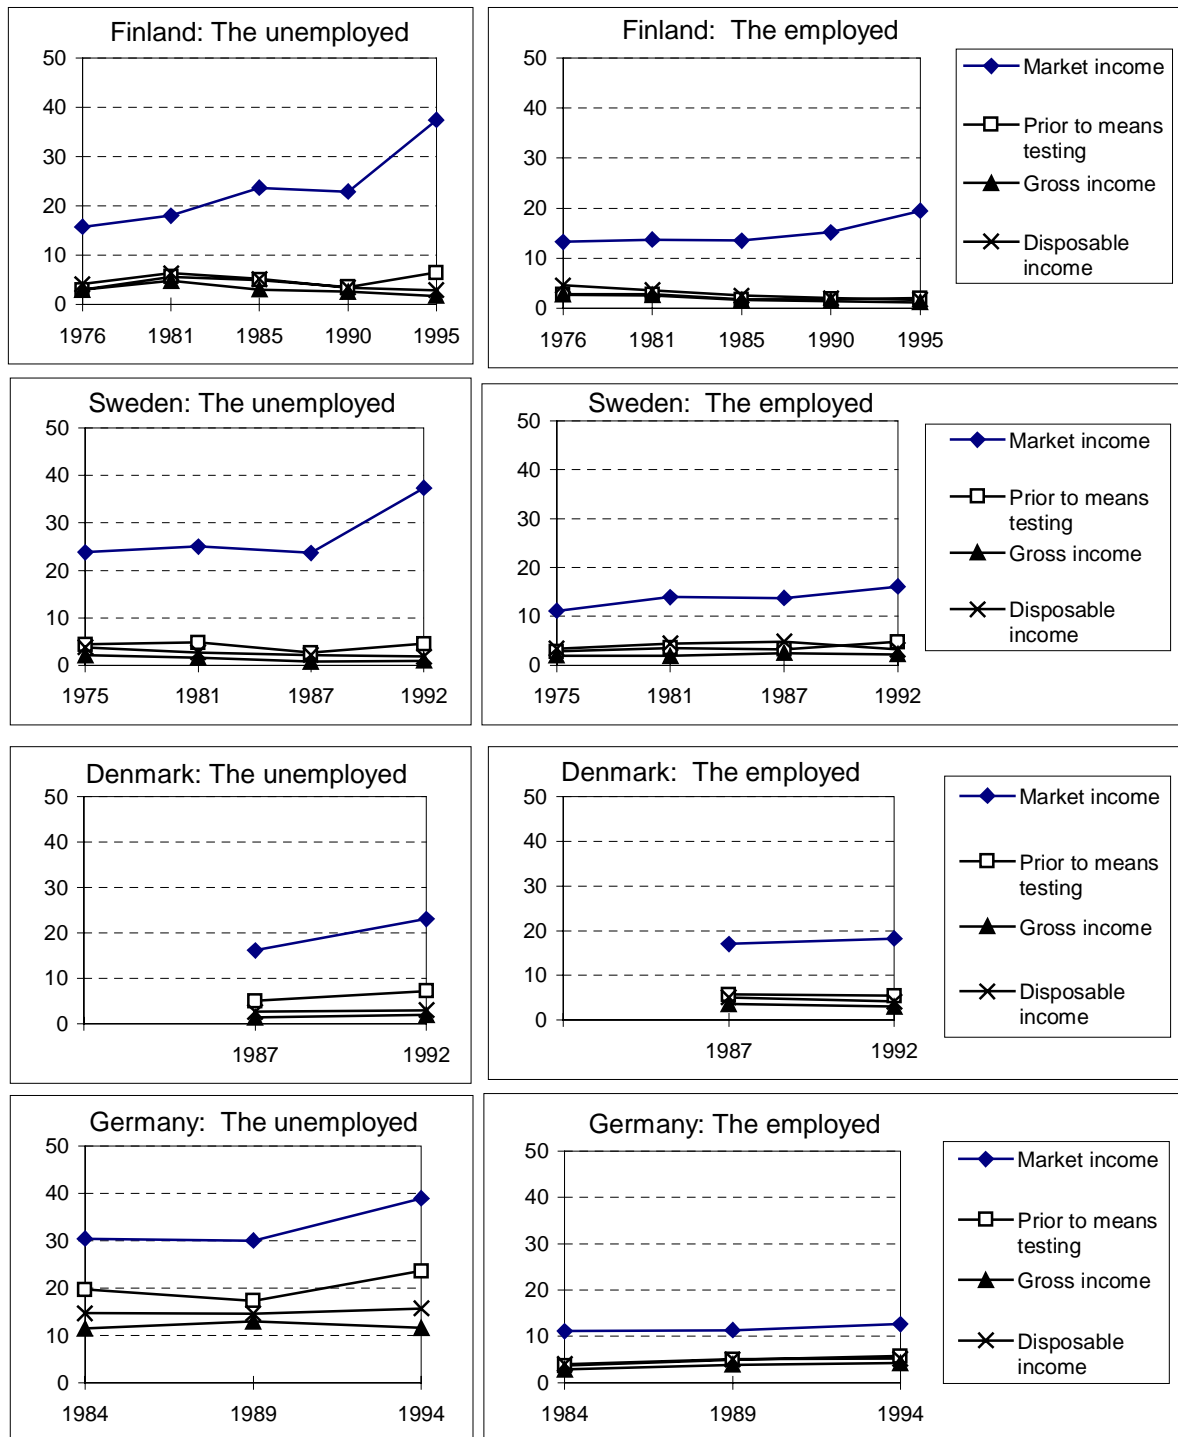 Finland: The unemployed
50
40
30
20
10
0
1976 1981 1985 1990 1995
Finland: The employed
50
40
30
20
10
0
1976 1981 1985 1990 1995
Market income
Prior to means
testing
Gross income
Disposable
income
Sweden: The unemployed
50
40
30
20
10
0
1975 1981 1987 1992
Sweden: The employed
50
40
30
20
10
0
1975 1981 1987 1992
Market income
Prior to means
testing
Gross income
Disposable
income
Denmark: The unemployed
50
40
30
20
10
0
1987 1992
Denmark: The employed
50
40
30
20
10
0
1987 1992
Market income
Prior to means
testing
Gross income
Disposable
income
Germany: The unemployed
50
40
30
20
10
0
1984 1989 1994
Germany: The employed
50
40
30
20
10
0
1984 1989 1994
Market income
Prior to means
testing
Gross income
Disposable
income